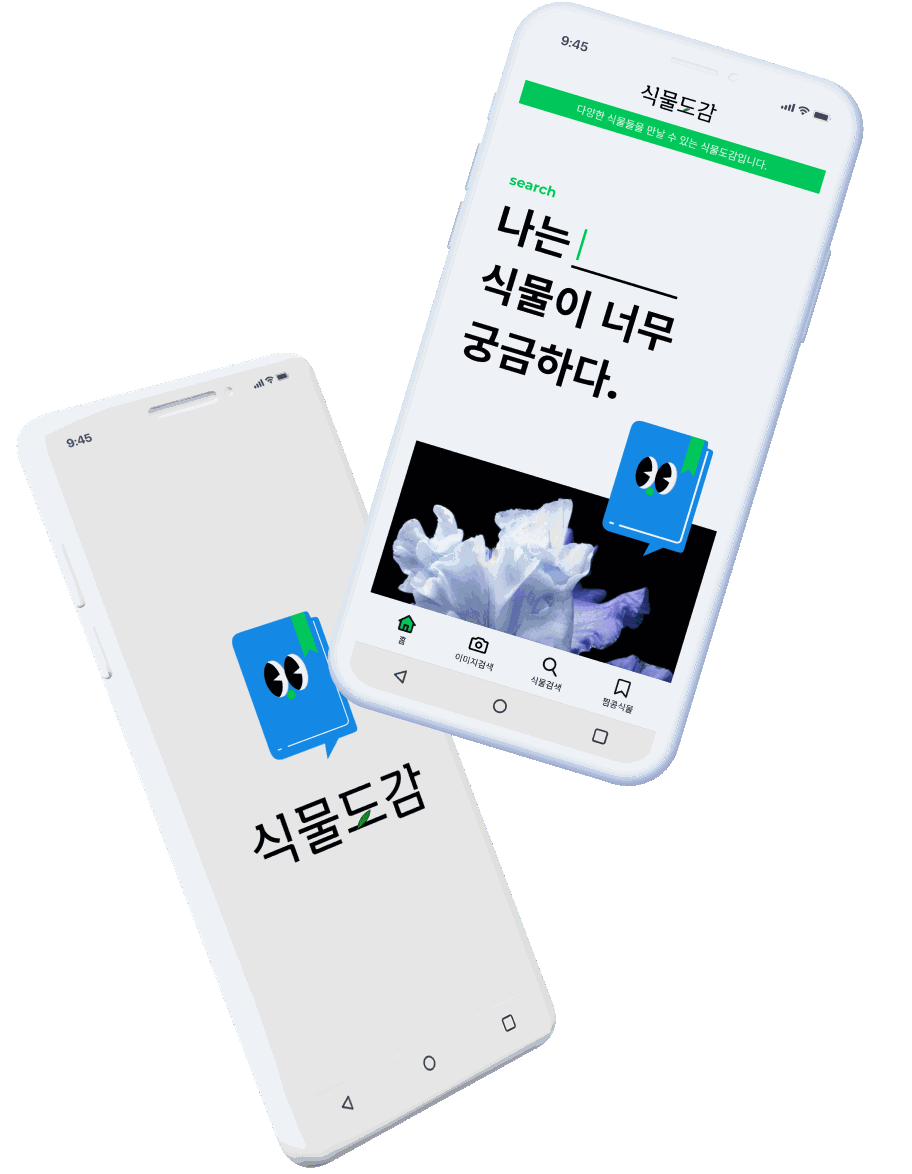 9:45
식물도감
다양한 식물들을 만날 수 있는 식물도감입니다.
search
나는
식물이 너무
궁금하다.
홈
이미지검색
식물검색
찜콩식물
9:45
식물도감